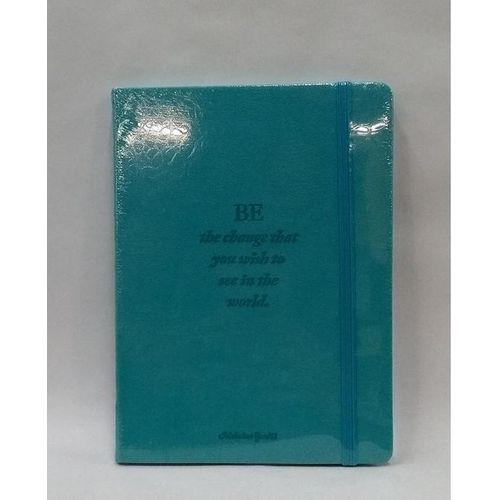 BE
the change that
you wish to
see in the
world.